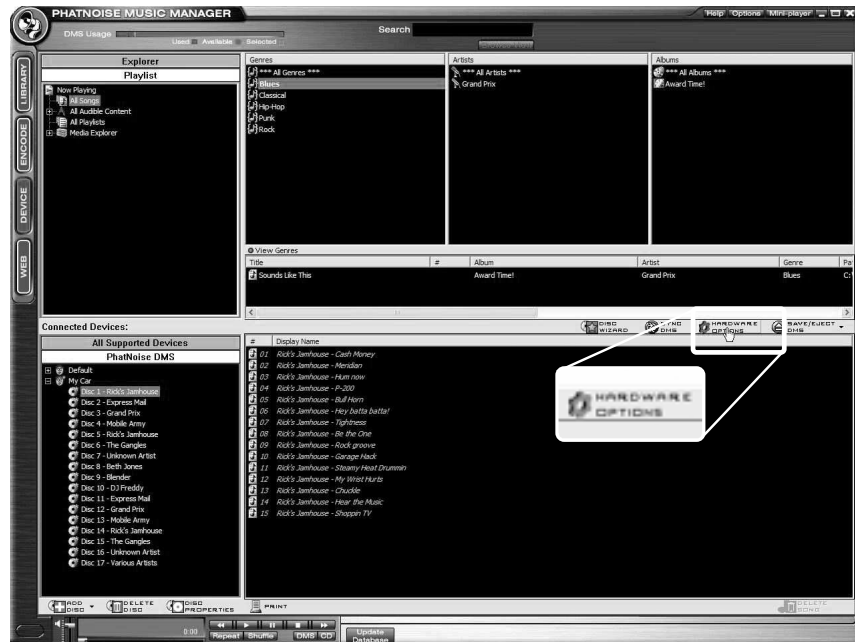 PHATNOISE MUSIC MANAGER
Help Options Mini-player
DMS Usage
Used Available Selected
Search
Browse Now
LIBRARY
ENCODE
DEVICE
WEB
Explorer
Playlist
Now Playing
All Songs
All Audible Content
All Playlists
Media Explorer
Genres
*** All Genres ***
Blues
Classical
Hip-Hop
Punk
Rock
Artists
*** All Artists ***
Grand Prix
Albums
*** All Albums ***
Award Time!
View Genres
Title # Album Artist Genre Pa
Sounds Like This Award Time! Grand Prix Blues C:\
Connected Devices:
DISC WIZARD
SYNC DMS
HARDWARE OPTIONS
SAVE/EJECT DMS
All Supported Devices
PhatNoise DMS
Default
My Car
Disc 1 - Rick's Jamhouse
Disc 2 - Express Mail
Disc 3 - Grand Prix
Disc 4 - Mobile Army
Disc 5 - Rick's Jamhouse
Disc 6 - The Gangles
Disc 7 - Unknown Artist
Disc 8 - Beth Jones
Disc 9 - Blender
Disc 10 - DJ Freddy
Disc 11 - Express Mail
Disc 12 - Grand Prix
Disc 13 - Mobile Army
Disc 14 - Rick's Jamhouse
Disc 15 - The Gangles
Disc 16 - Unknown Artist
Disc 17 - Various Artists
# Display Name
01 Rick's Jamhouse - Cash Money
02 Rick's Jamhouse - Meridian
03 Rick's Jamhouse - Hum now
04 Rick's Jamhouse - P-200
05 Rick's Jamhouse - Bull Horn
06 Rick's Jamhouse - Hey batta batta!
07 Rick's Jamhouse - Tightness
08 Rick's Jamhouse - Be the One
09 Rick's Jamhouse - Rock groove
10 Rick's Jamhouse - Garage Hack
11 Rick's Jamhouse - Steamy Heat Drummin
12 Rick's Jamhouse - My Wrist Hurts
13 Rick's Jamhouse - Chuckle
14 Rick's Jamhouse - Hear the Music
15 Rick's Jamhouse - Shoppin TV
HARDWARE
OPTIONS
ADD DISC
DELETE DISC
DISC PROPERTIES
PRINT
DELETE SONG
0:00
Repeat Shuffle DMS CD
Update
Database